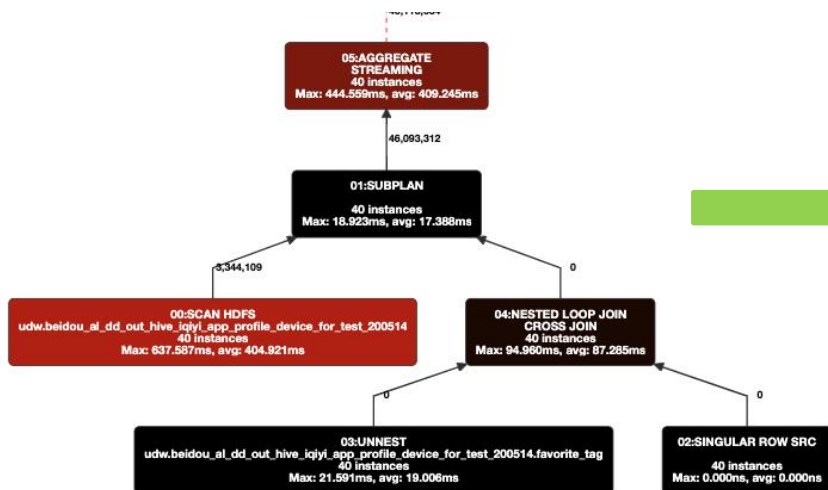 05:AGGREGATE
STREAMING
40 instances
Max: 444.559ms, avg: 409.245ms
46,093,312
01:SUBPLAN
40 instances
Max: 18.923ms, avg: 17.388ms
3,344,109
0
00:SCAN HDFS
udw.beidou_al_dd_out_hive_iqiyi_app_profile_device_for_test_200514
40 instances
Max: 637.587ms, avg: 404.921ms
04:NESTED LOOP JOIN
CROSS JOIN
40 instances
Max: 94.960ms, avg: 87.285ms
0
0
03:UNNEST
udw.beidou_al_dd_out_hive_iqiyi_app_profile_device_for_test_200514.favorite_tag
40 instances
Max: 21.591ms, avg: 19.006ms
02:SINGULAR ROW SRC
40 instances
Max: 0.000ns, avg: 0.000ns